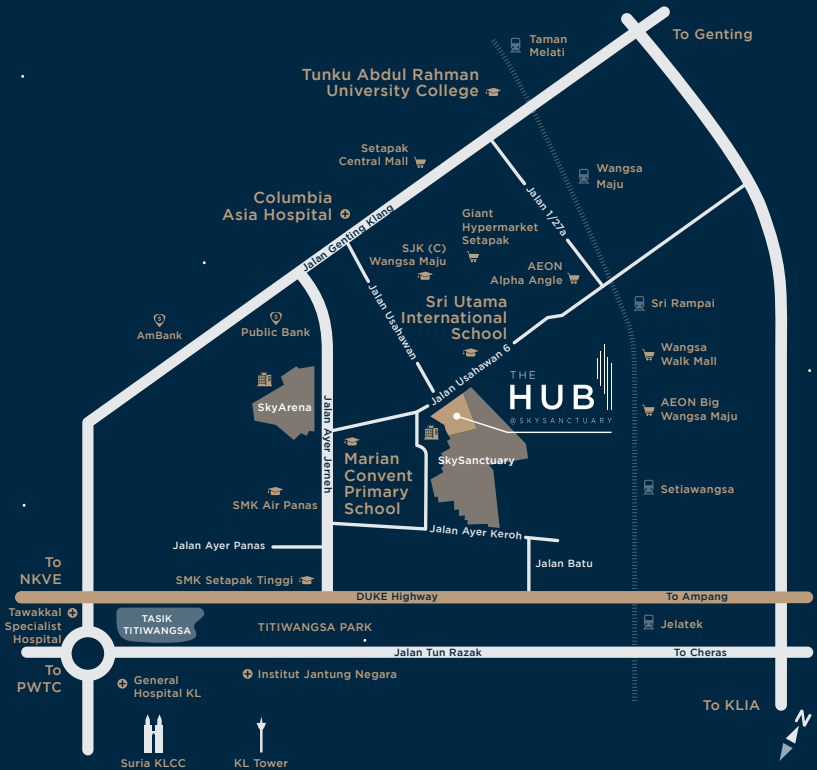 To Genting
Taman
Melati
Tunku Abdul Rahman
University College
Setapak
Central Mall
Wangsa
Maju
Columbia
Asia Hospital
Jalan 1/27a
Jalan Genting Klang
Giant
Hypermarket
Setapak
SJK (C)
Wangsa Maju
AEON
Alpha Angle
Jalan Usahawan
Sri Utama
International
School
Sri Rampai
$
AmBank
$
Public Bank
Wangsa
Walk Mall
Jalan Usahawan 6
THE
HUB
@SKYSANCTUARY
SkyArena
AEON Big
Wangsa Maju
Jalan Ayer Jerneh
Marian
Convent
Primary
School
SkySanctuary
Setiawangsa
SMK Air Panas
Jalan Ayer Keroh
Jalan Ayer Panas
Jalan Batu
To
NKVE
SMK Setapak Tinggi
DUKE Highway
To Ampang
Tawakkal
Specialist
Hospital
TASIK
TITIWANGSA
TITIWANGSA PARK
Jelatek
Jalan Tun Razak
To Cheras
To
PWTC
General
Hospital KL
Institut Jantung Negara
To KLIA
N
Suria KLCC
KL Tower